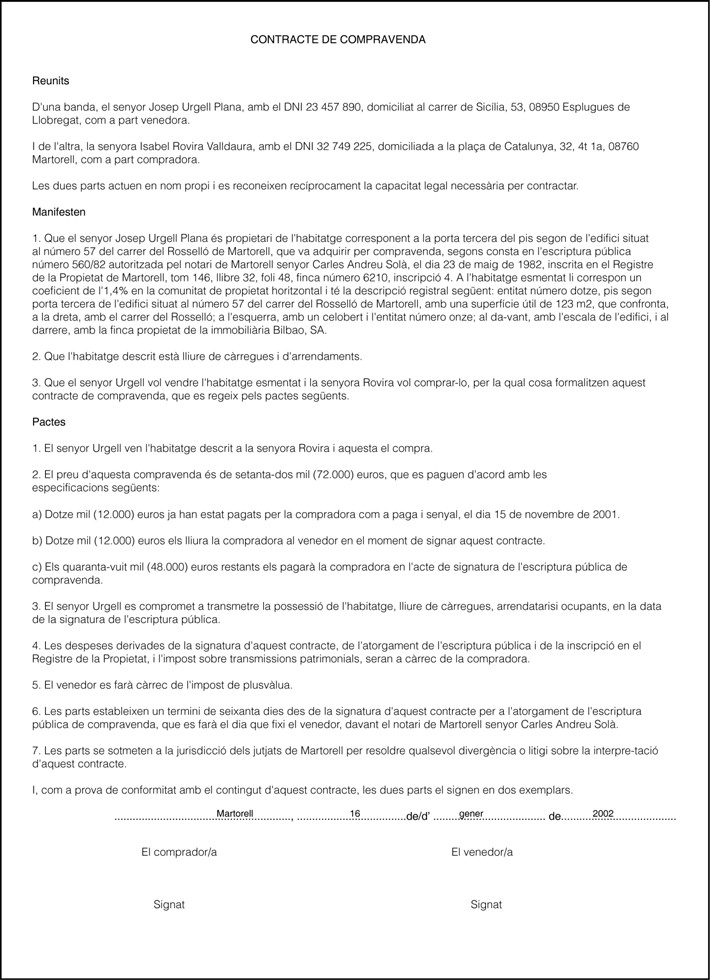 CONTRACTE DE COMPRAVENDA
Reunits
D'una banda, el senyor Josep Urgell Plana, amb el DNI 23 457 890, domiciliat al carrer de Sicília, 53, 08950 Esplugues de
Llobregat, com a part venedora.
I de l'altra, la senyora Isabel Rovira Valldaura, amb el DNI 32 749 225, domiciliada a la plaça de Catalunya, 32, 4t 1a, 08760
Martorell, com a part compradora.
Les dues parts actuen en nom propi i es reconeixen recíprocament la capacitat legal necessària per contractar.
Manifesten
1. Que el senyor Josep Urgell Plana és propietari de l'habitatge corresponent a la porta tercera del pis segon de l'edifici situat
al número 57 del carrer del Rosselló de Martorell, que va adquirir per compravenda, segons consta en l'escriptura pública
número 560/82 autoritzada pel notari de Martorell senyor Carles Andreu Solà, el dia 23 de maig de 1982, inscrita en el Registre
de la Propietat de Martorell, tom 146, llibre 32, foli 48, finca número 6210, inscripció 4. A l'habitatge esmentat li correspon un
coeficient de l'1,4% en la comunitat de propietat horitzontal i té la descripció registral següent: entitat número dotze, pis segon
porta tercera de l'edifici situat al número 57 del carrer del Rosselló de Martorell, amb una superfície útil de 123 m2, que confronta,
a la dreta, amb el carrer del Rosselló; a l'esquerra, amb un celobert i l'entitat número onze; al da-vant, amb l'escala de l'edifici, i al
darrere, amb la finca propietat de la immobiliària Bilbao, SA.
2. Que l'habitatge descrit està lliure de càrregues i d'arrendaments.
3. Que el senyor Urgell vol vendre l'habitatge esmentat i la senyora Rovira vol comprar-lo, per la qual cosa formalitzen aquest
contracte de compravenda, que es regeix pels pactes següents.
Pactes
1. El senyor Urgell ven l'habitatge descrit a la senyora Rovira i aquesta el compra.
2. El preu d'aquesta compravenda és de setanta-dos mil (72.000) euros, que es paguen d'acord amb les
especificacions següents:
a) Dotze mil (12.000) euros ja han estat pagats per la compradora com a paga i senyal, el dia 15 de novembre de 2001.
b) Dotze mil (12.000) euros els lliura la compradora al venedor en el moment de signar aquest contracte.
c) Els quaranta-vuit mil (48.000) euros restants els pagarà la compradora en l'acte de signatura de l'escriptura pública de
compravenda.
3. El senyor Urgell es compromet a transmetre la possessió de l'habitatge, lliure de càrregues, arrendatarisi ocupants, en la data
de la signatura de l'escriptura pública.
4. Les despeses derivades de la signatura d'aquest contracte, de l'atorgament de l'escriptura pública i de la inscripció en el
Registre de la Propietat, i l'impost sobre transmissions patrimonials, seran a càrrec de la compradora.
5. El venedor es farà càrrec de l'impost de plusvàlua.
6. Les parts estableixen un termini de seixanta dies des de la signatura d'aquest contracte per a l'atorgament de l'escriptura
pública de compravenda, que es farà el dia que fixi el venedor, davant el notari de Martorell senyor Carles Andreu Solà.
7. Les parts se sotmeten a la jurisdicció dels jutjats de Martorell per resoldre qualsevol divergència o litigi sobre la interpre-tació
d'aquest contracte.
I, com a prova de conformitat amb el contingut d'aquest contracte, les dues parts el signen en dos exemplars.
Martorell, 16 de/d' gener de 2002
El comprador/a El venedor/a
Signat Signat